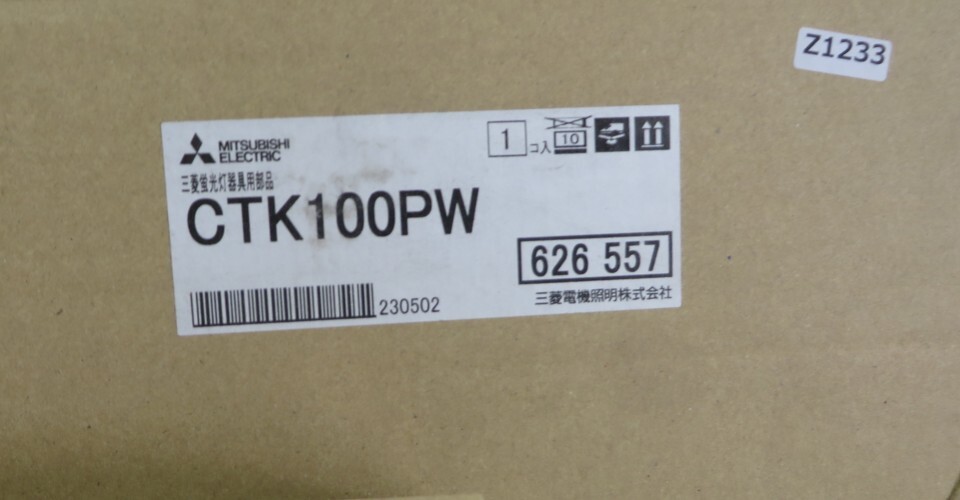 Z1233
MITSUBISHI
ELECTRIC
1 コ入 10
三菱蛍光灯器具用部品
CTK100PW
626 557
230502
三菱電機照明株式会社